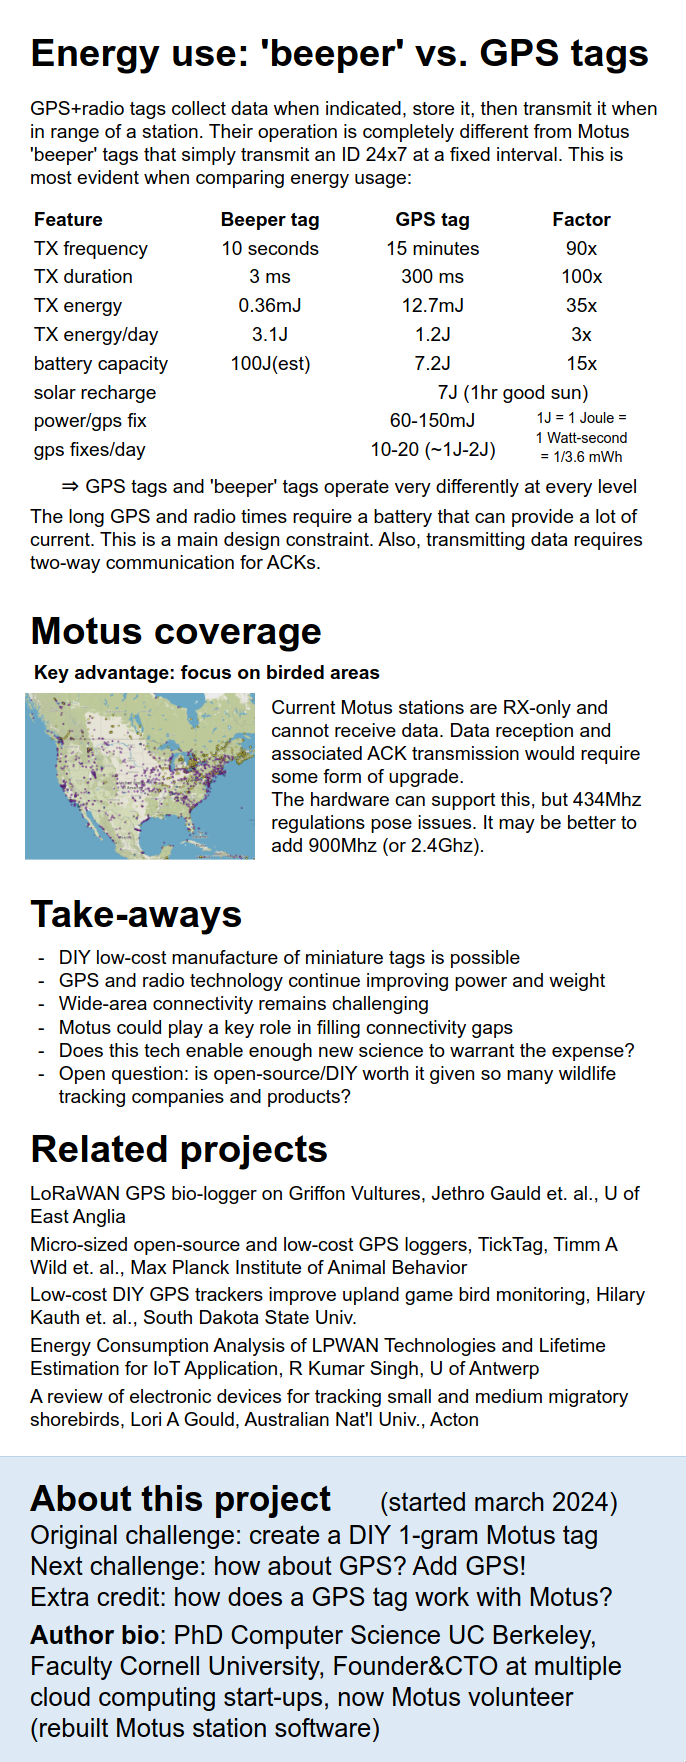 Energy use: 'beeper' vs. GPS tags
GPS+radio tags collect data when indicated, store it, then transmit it when
in range of a station. Their operation is completely different from Motus
'beeper' tags that simply transmit an ID 24x7 at a fixed interval. This is
most evident when comparing energy usage:
Feature Beeper tag GPS tag Factor
TX frequency 10 seconds 15 minutes 90x
TX duration 3 ms 300 ms 100x
TX energy 0.36mJ 12.7mJ 35x
TX energy/day 3.1J 1.2J 3x
battery capacity 100J(est) 7.2J 15x
solar recharge 7J (1hr good sun)
power/gps fix 60-150mJ
gps fixes/day 10-20 (~1J-2J)
1J = 1 Joule =
1 Watt-second
= 1/3.6 mWh
⇒ GPS tags and 'beeper' tags operate very differently at every level
The long GPS and radio times require a battery that can provide a lot of
current. This is a main design constraint. Also, transmitting data requires
two-way communication for ACKs.
Motus coverage
Key advantage: focus on birded areas
Current Motus stations are RX-only and
cannot receive data. Data reception and
associated ACK transmission would require
some form of upgrade.
The hardware can support this, but 434Mhz
regulations pose issues. It may be better to
add 900Mhz (or 2.4Ghz).
Take-aways
- DIY low-cost manufacture of miniature tags is possible
- GPS and radio technology continue improving power and weight
- Wide-area connectivity remains challenging
- Motus could play a key role in filling connectivity gaps
- Does this tech enable enough new science to warrant the expense?
- Open question: is open-source/DIY worth it given so many wildlife
tracking companies and products?
Related projects
LoRaWAN GPS bio-logger on Griffon Vultures, Jethro Gauld et. al., U of
East Anglia
Micro-sized open-source and low-cost GPS loggers, TickTag, Timm A
Wild et. al., Max Planck Institute of Animal Behavior
Low-cost DIY GPS trackers improve upland game bird monitoring, Hilary
Kauth et. al., South Dakota State Univ.
Energy Consumption Analysis of LPWAN Technologies and Lifetime
Estimation for IoT Application, R Kumar Singh, U of Antwerp
A review of electronic devices for tracking small and medium migratory
shorebirds, Lori A Gould, Australian Nat'l Univ., Acton
About this project (started march 2024)
Original challenge: create a DIY 1-gram Motus tag
Next challenge: how about GPS? Add GPS!
Extra credit: how does a GPS tag work with Motus?
Author bio: PhD Computer Science UC Berkeley,
Faculty Cornell University, Founder&CTO at multiple
cloud computing start-ups, now Motus volunteer
(rebuilt Motus station software)